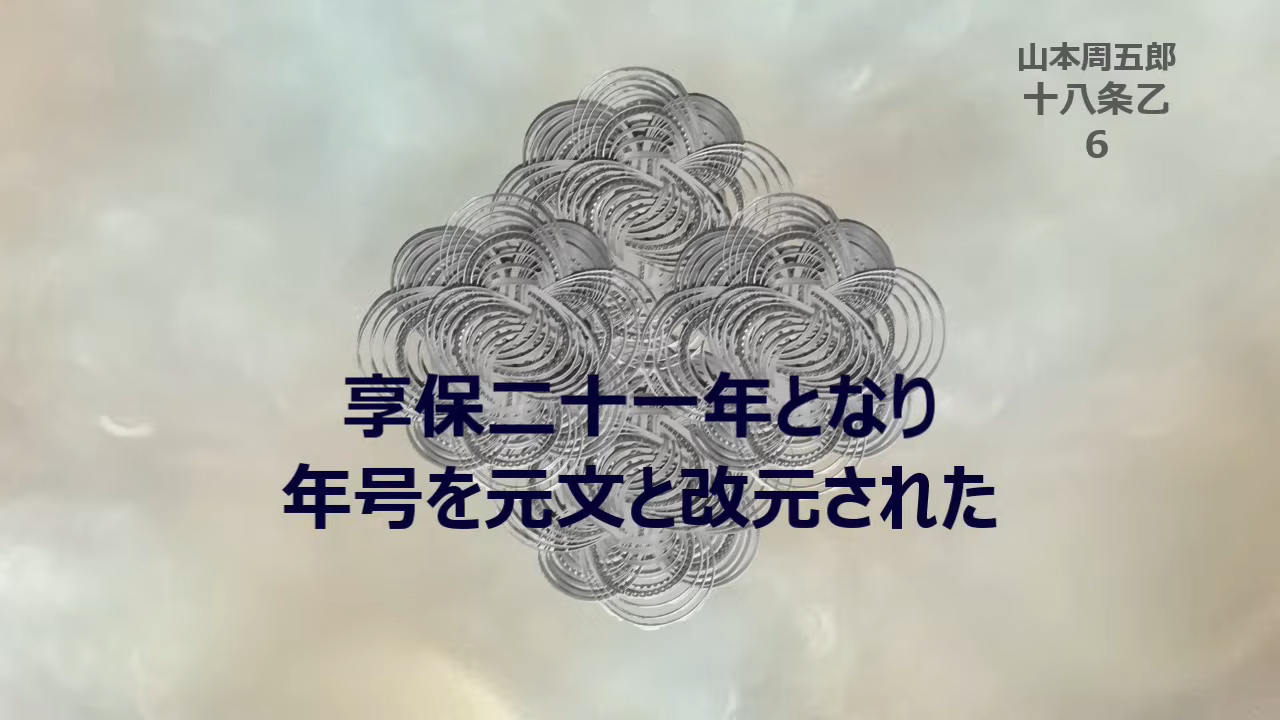 山本周五郎
十八条乙
6
享保二十一年となり
年号を元文と改元された